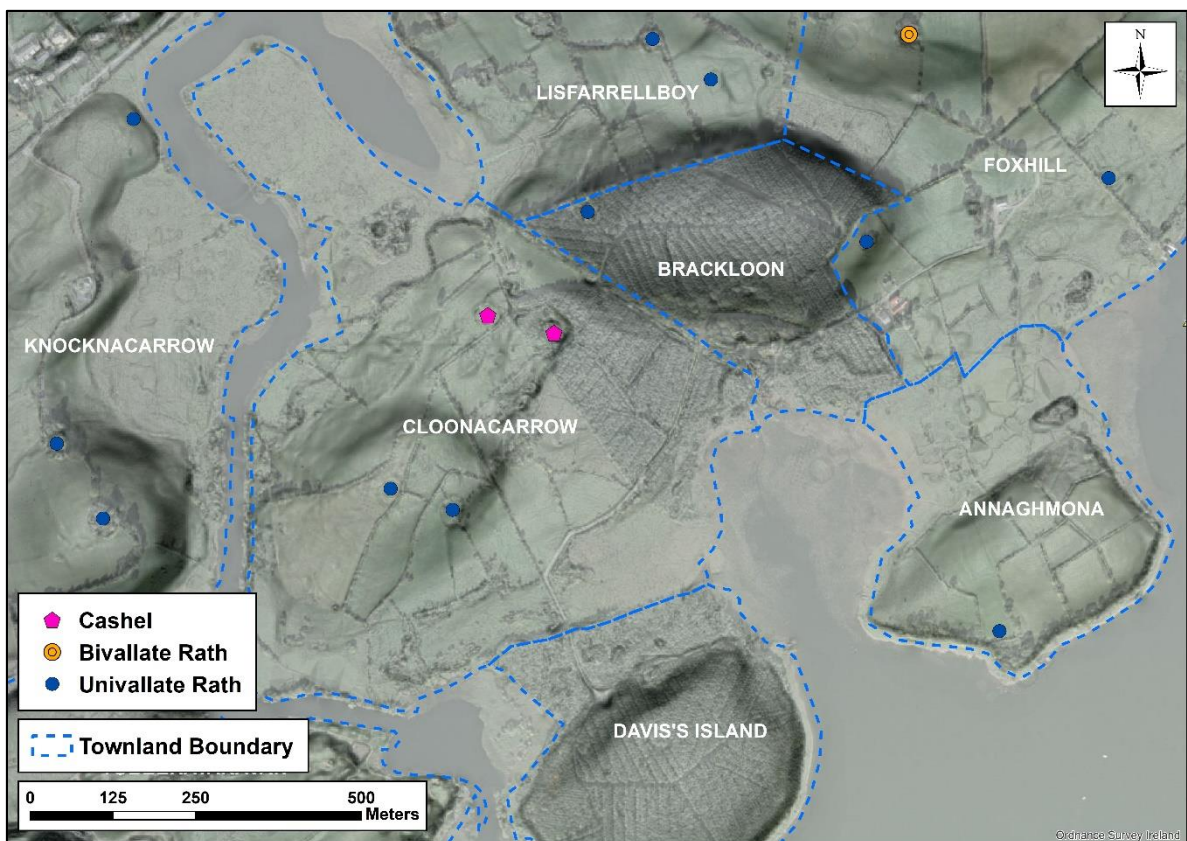 N
LISFARRELLBOY
FOXHILL
BRACKLOON
KNOCKNACARROW
CLOONACARROW
ANNAGHMONA
DAVIS'S ISLAND
Cashel
Bivallate Rath
Univallate Rath
Townland Boundary
0 125 250 500
Meters
Ordnance Survey Ireland